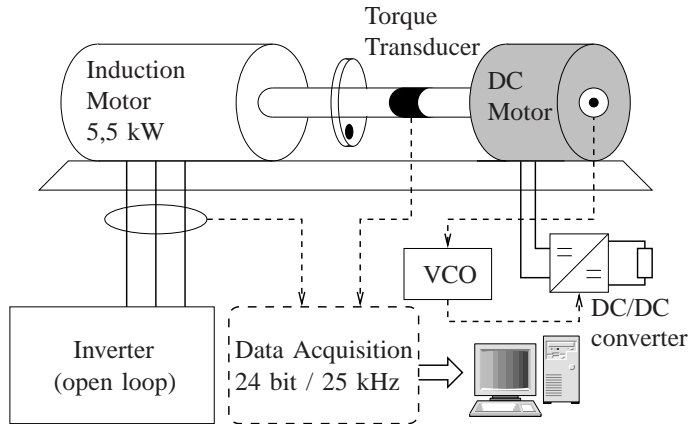 Torque
Transducer
Induction
Motor
5,5 kW
DC
Motor
VCO
DC/DC
converter
Inverter
(open loop)
Data Acquisition
24 bit / 25 kHz